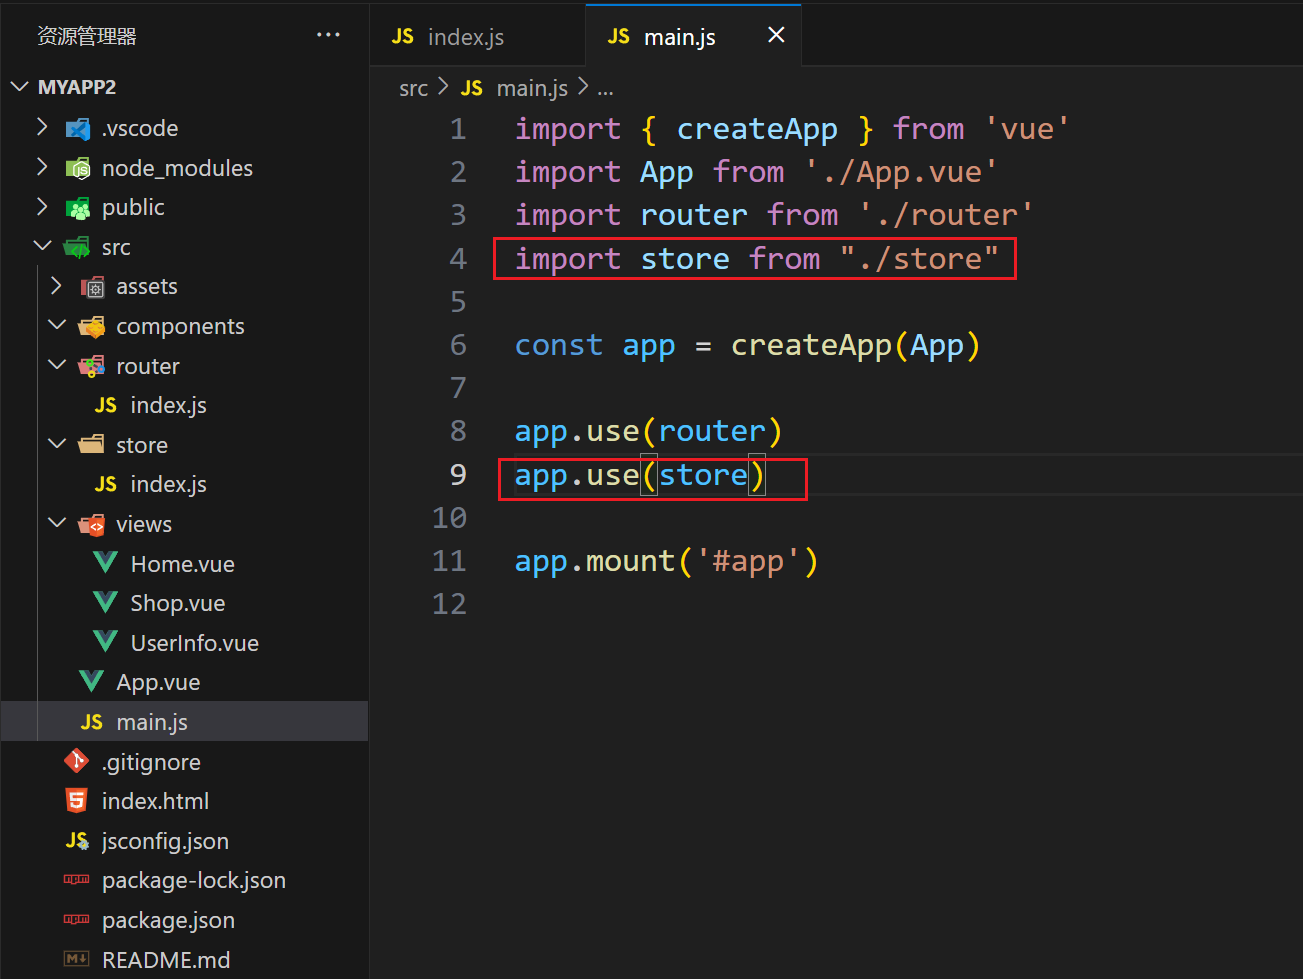 资源管理器 ...
MYAPP2
.vscode
node_modules
public
src
assets
components
router
JS index.js
store
JS index.js
views
Home.vue
Shop.vue
UserInfo.vue
App.vue
JS main.js
.gitignore
5 index.html
JS jsconfig.json
package-lock.json
package.json
M README.md
JS index.js JS main.js ×
src > JS main.js > ...
1 import { createApp } from 'vue'
2 import App from './App.vue'
3 import router from './router'
4 import store from "./store"
5
6 const app = createApp(App)
7
8 app.use(router)
9 app.use(store)
10
11 app.mount('#app')
12